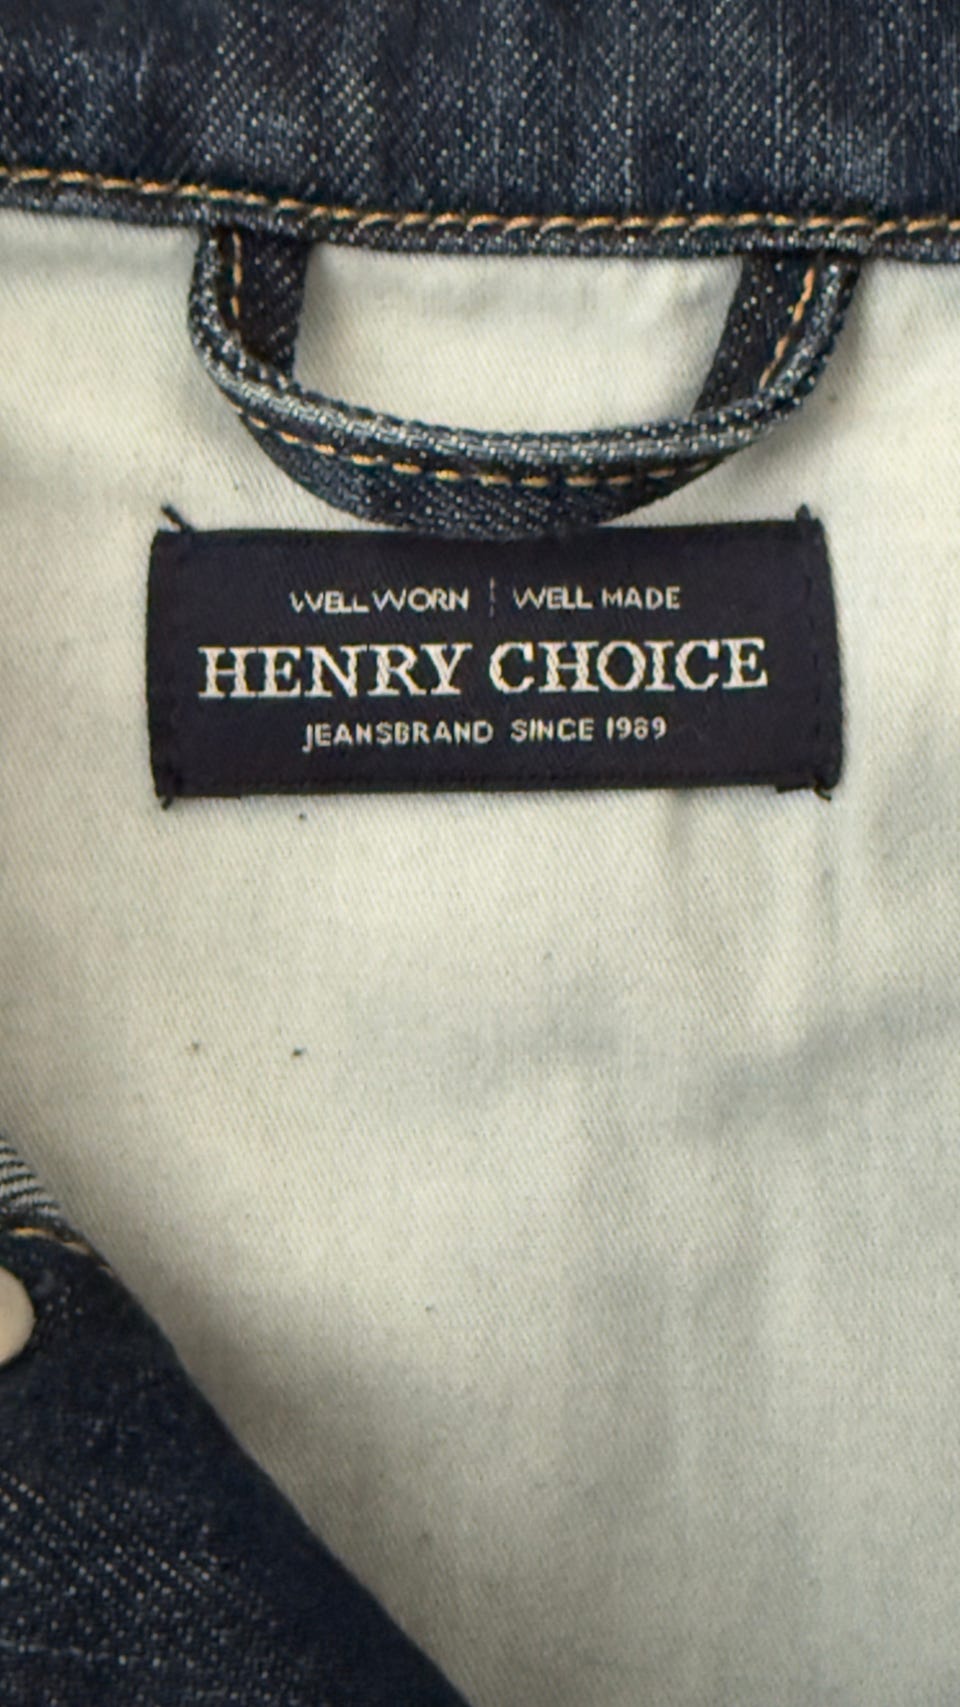 WELL WORN | WELL MADE
HENRY CHOICE
JEANSBRAND SINCE 1989